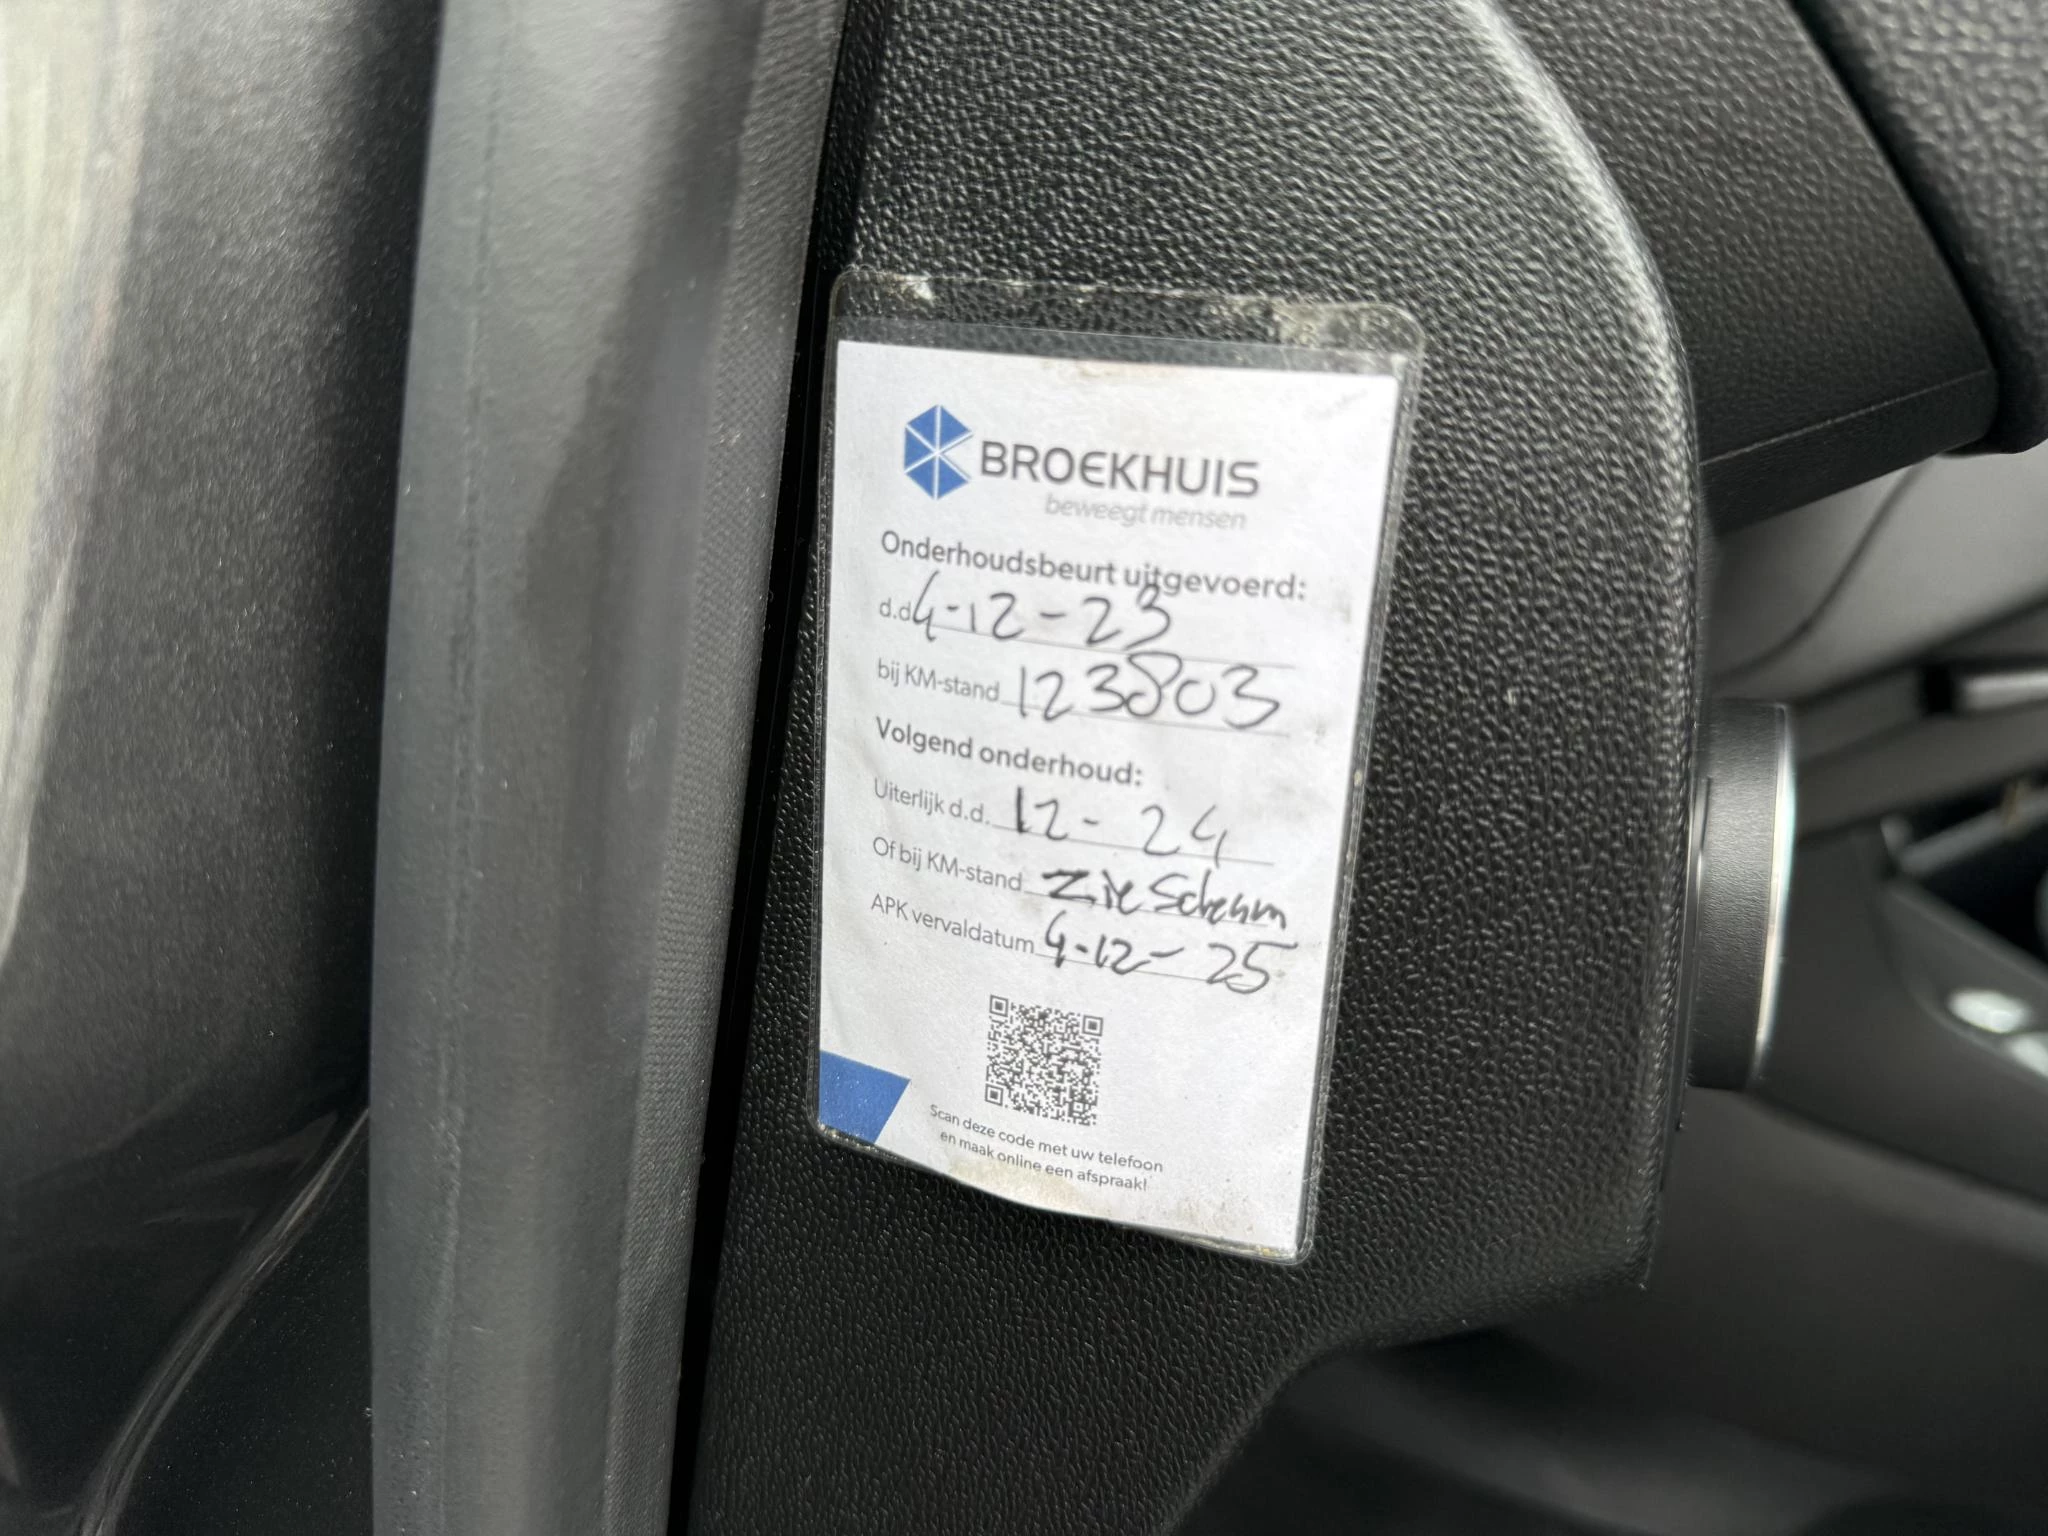 BROEKHUIS
beweegt mensen
Onderhoudsbeurt uitgevoerd:
d.d 4-12-23
bij KM-stand 123803
Volgend onderhoud:
Uiterlijk d.d. 12-24
Of bij KM-stand zie scherm
APK vervaldatum 4-12-25
Scan deze code met uw telefoon
en maak online een afspraak!